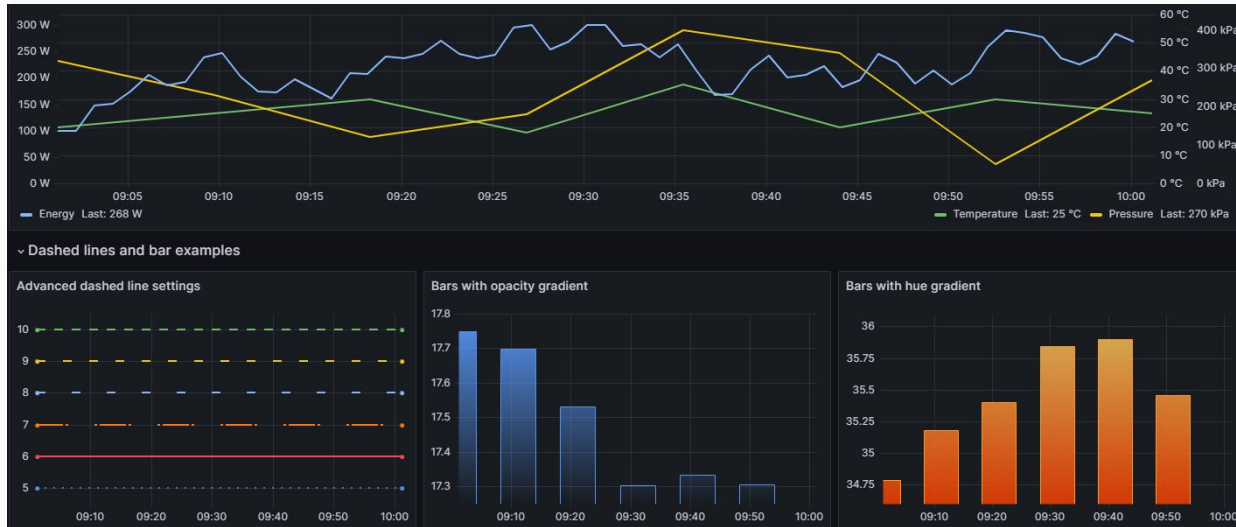 300 W
250 W
200 W
150 W
100 W
50 W
0 W
60 °C
50 °C
40 °C
30 °C
20 °C
10 °C
0 °C
400 kPa
300 kPa
200 kPa
100 kPa
0 kPa
09:05 09:10 09:15 09:20 09:25 09:30 09:35 09:40 09:45 09:50 09:55 10:00
Energy Last: 268 W
Temperature Last: 25 °C Pressure Last: 270 kPa
Dashed lines and bar examples
Advanced dashed line settings
10
9
8
7
6
5
09:10 09:20 09:30 09:40 09:50 10:00
Bars with opacity gradient
17.8
17.7
17.6
17.5
17.4
17.3
09:10 09:20 09:30 09:40 09:50 10:00
Bars with hue gradient
36
35.75
35.5
35.25
35
34.75
09:10 09:20 09:30 09:40 09:50 10:00